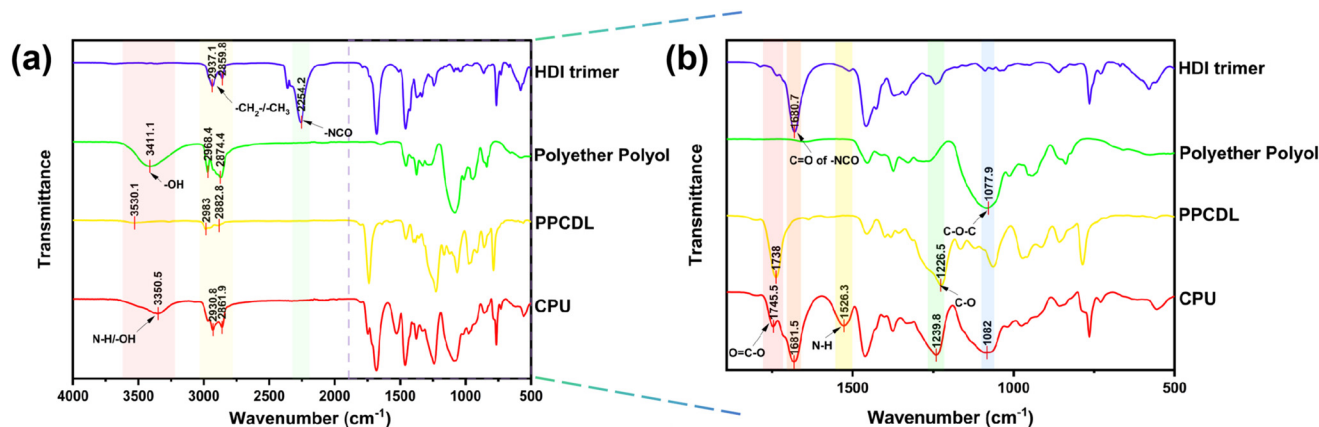 (a)
HDI trimer
2937.1
2859.8
-CH2-/-CH3
2254.2
-NCO
Polyether Polyol
3411.1
-OH
2968.4
2874.4
PPCDL
3530.1
2983
2882.8
CPU
3350.5
N-H/-OH
2930.8
2861.9
Transmittance
4000 3500 3000 2500 2000 1500 1000 500
Wavenumber (cm-1)
(b)
HDI trimer
1680.7
C=O of -NCO
Polyether Polyol
1077.9
C-O-C
PPCDL
1738
1226.5
C-O
CPU
1745.5
O=C-O
1681.5
1526.3
N-H
1239.8
1082
Transmittance
1500 1000 500
Wavenumber (cm-1)